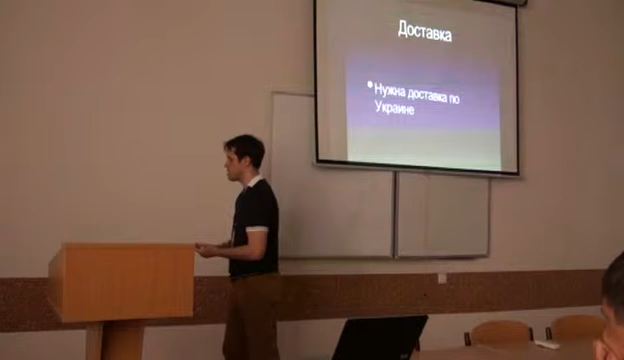 Доставка
Нужна доставка по
Украине